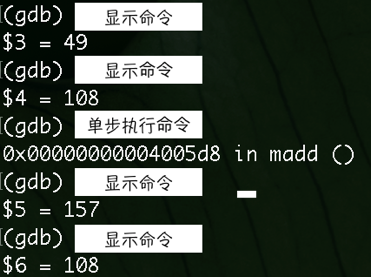 (gdb) 显示命令
$3 = 49
(gdb) 显示命令
$4 = 108
(gdb) 单步执行命令
0x00000000004005d8 in madd ()
(gdb) 显示命令
$5 = 157
(gdb) 显示命令
$6 = 108